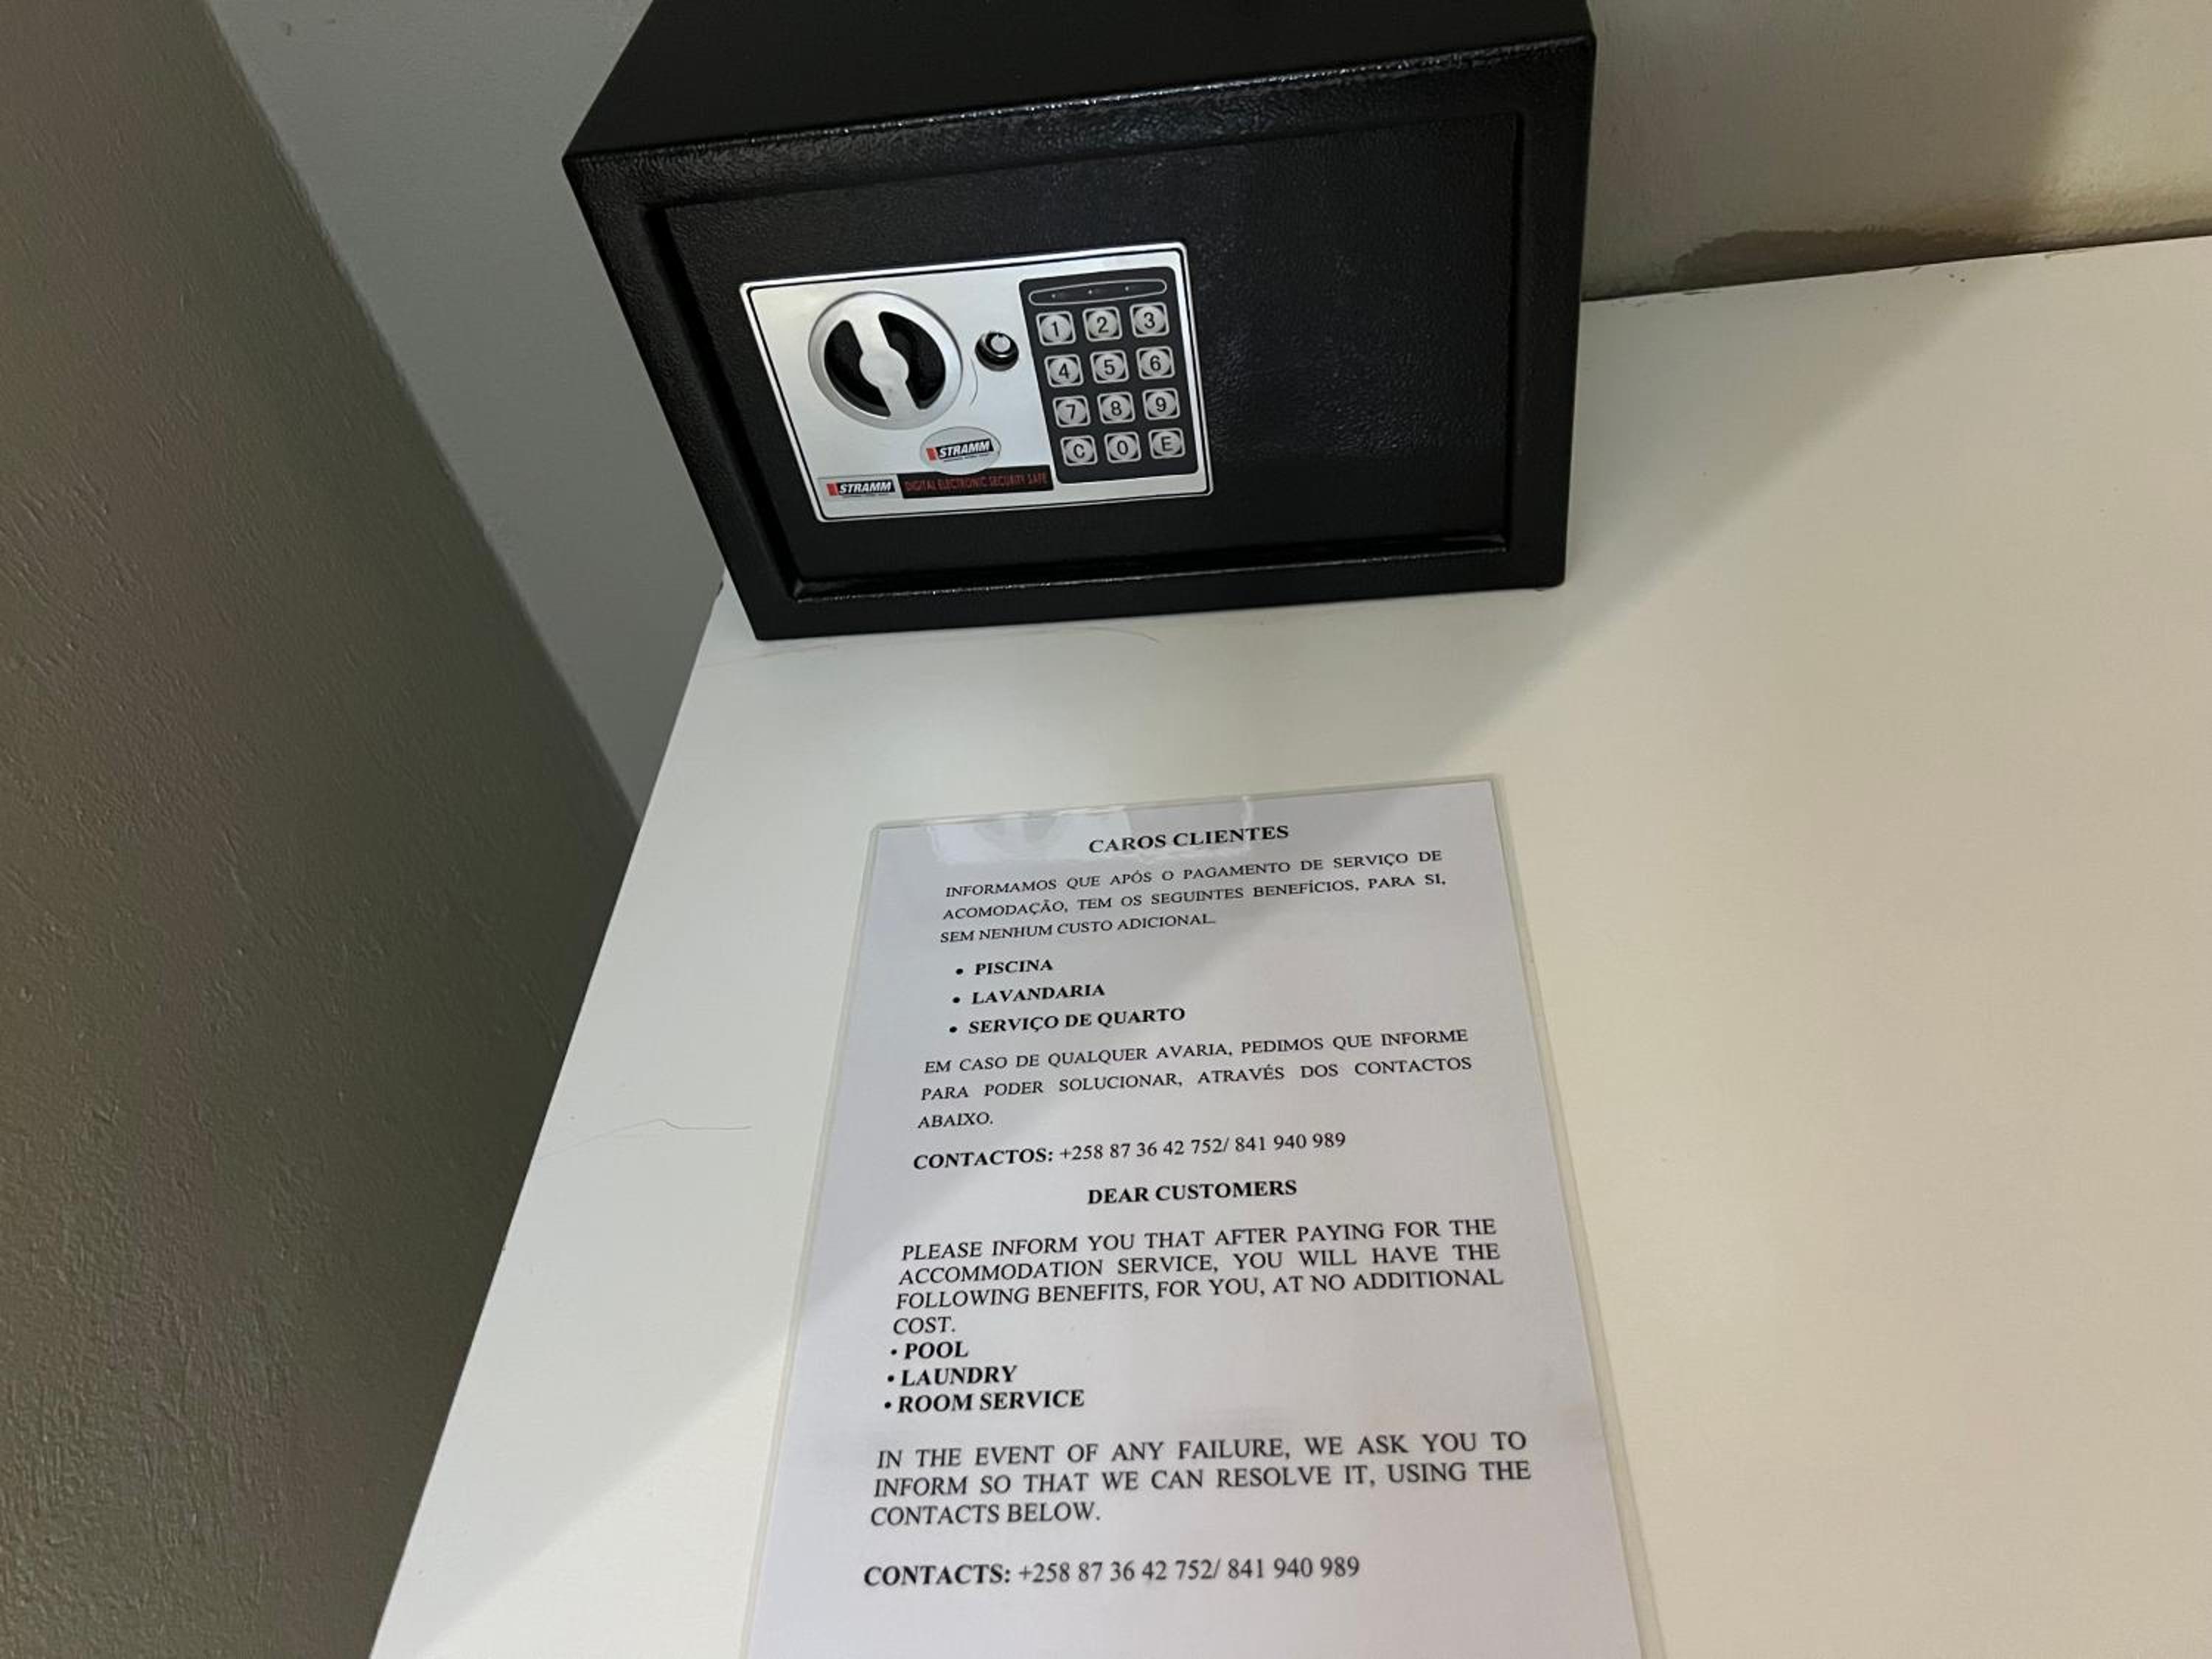 1 2 3
4 5 6
7 8 9
C 0 E
STRAMM
STRAMM DIGITAL ELECTRONIC SECURITY SAFE
CAROS CLIENTES
INFORMAMOS QUE APÓS O PAGAMENTO DE SERVIÇO DE
ACOMODAÇÃO, TEM OS SEGUINTES BENEFÍCIOS, PARA SI,
SEM NENHUM CUSTO ADICIONAL.
• PISCINA
• LAVANDARIA
• SERVIÇO DE QUARTO
EM CASO DE QUALQUER AVARIA, PEDIMOS QUE INFORME
PARA PODER SOLUCIONAR, ATRAVÉS DOS CONTACTOS
ABAIXO.
CONTACTOS: +258 87 36 42 752/ 841 940 989
DEAR CUSTOMERS
PLEASE INFORM YOU THAT AFTER PAYING FOR THE
ACCOMMODATION SERVICE, YOU WILL HAVE THE
FOLLOWING BENEFITS, FOR YOU, AT NO ADDITIONAL
COST.
• POOL
• LAUNDRY
• ROOM SERVICE
IN THE EVENT OF ANY FAILURE, WE ASK YOU TO
INFORM SO THAT WE CAN RESOLVE IT, USING THE
CONTACTS BELOW.
CONTACTS: +258 87 36 42 752/ 841 940 989